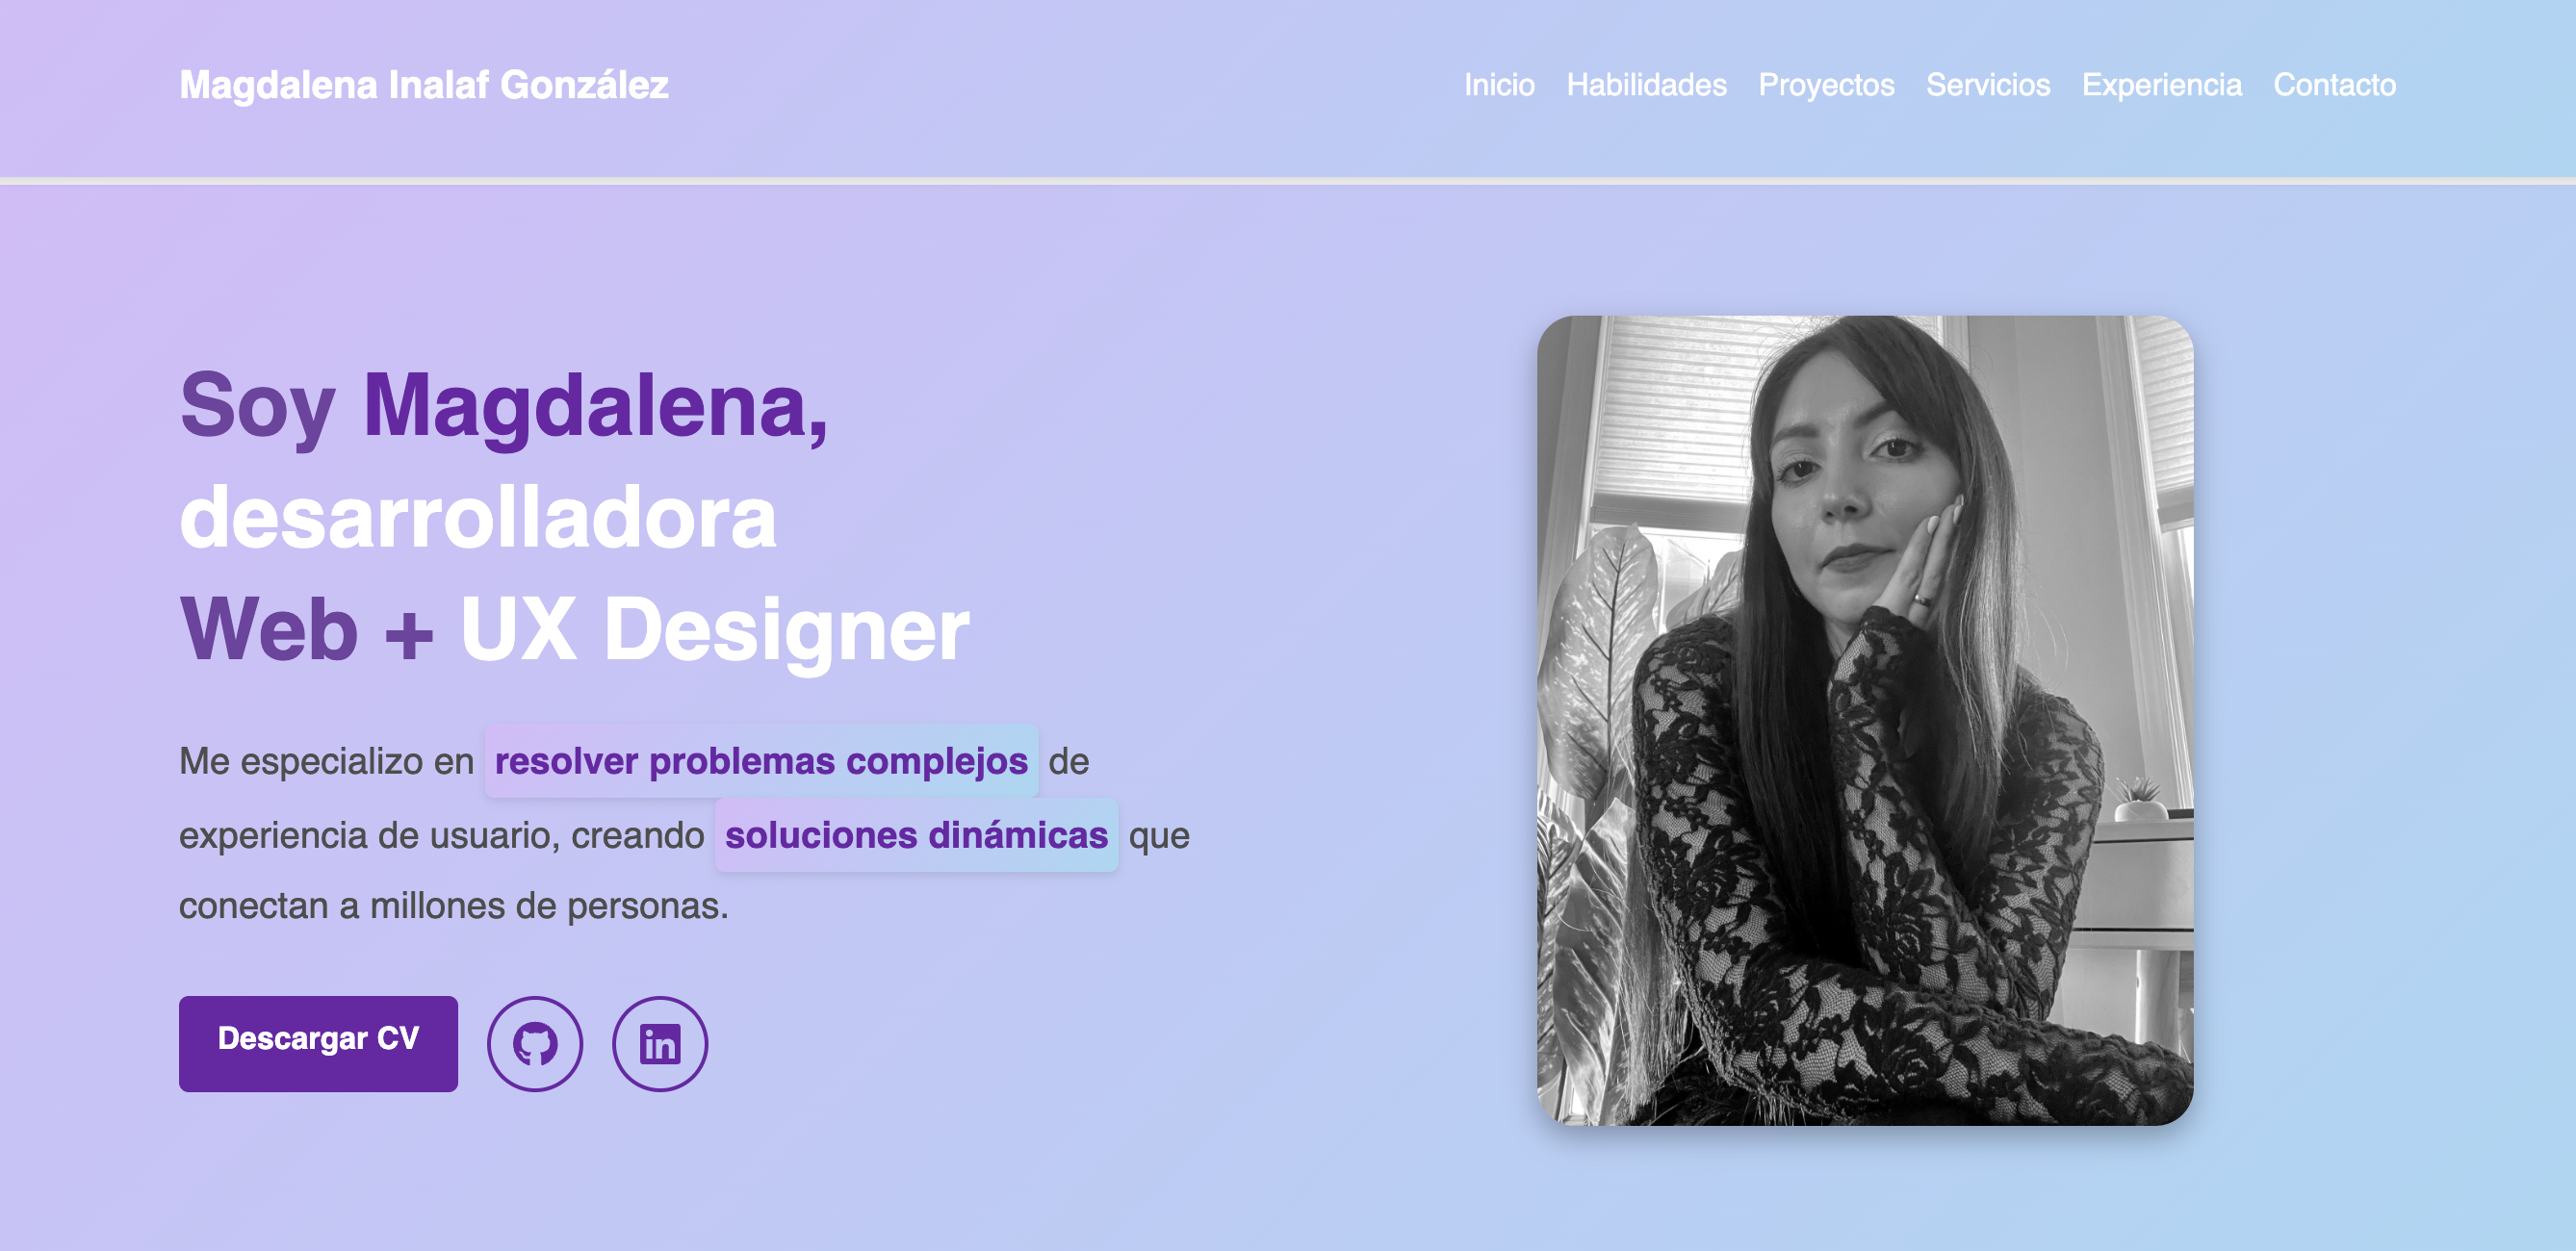 Magdalena Inalaf González
Inicio Habilidades Proyectos Servicios Experiencia Contacto
Soy Magdalena,
desarrolladora
Web + UX Designer
Me especializo en resolver problemas complejos de
experiencia de usuario, creando soluciones dinámicas que
conectan a millones de personas.
Descargar CV
in